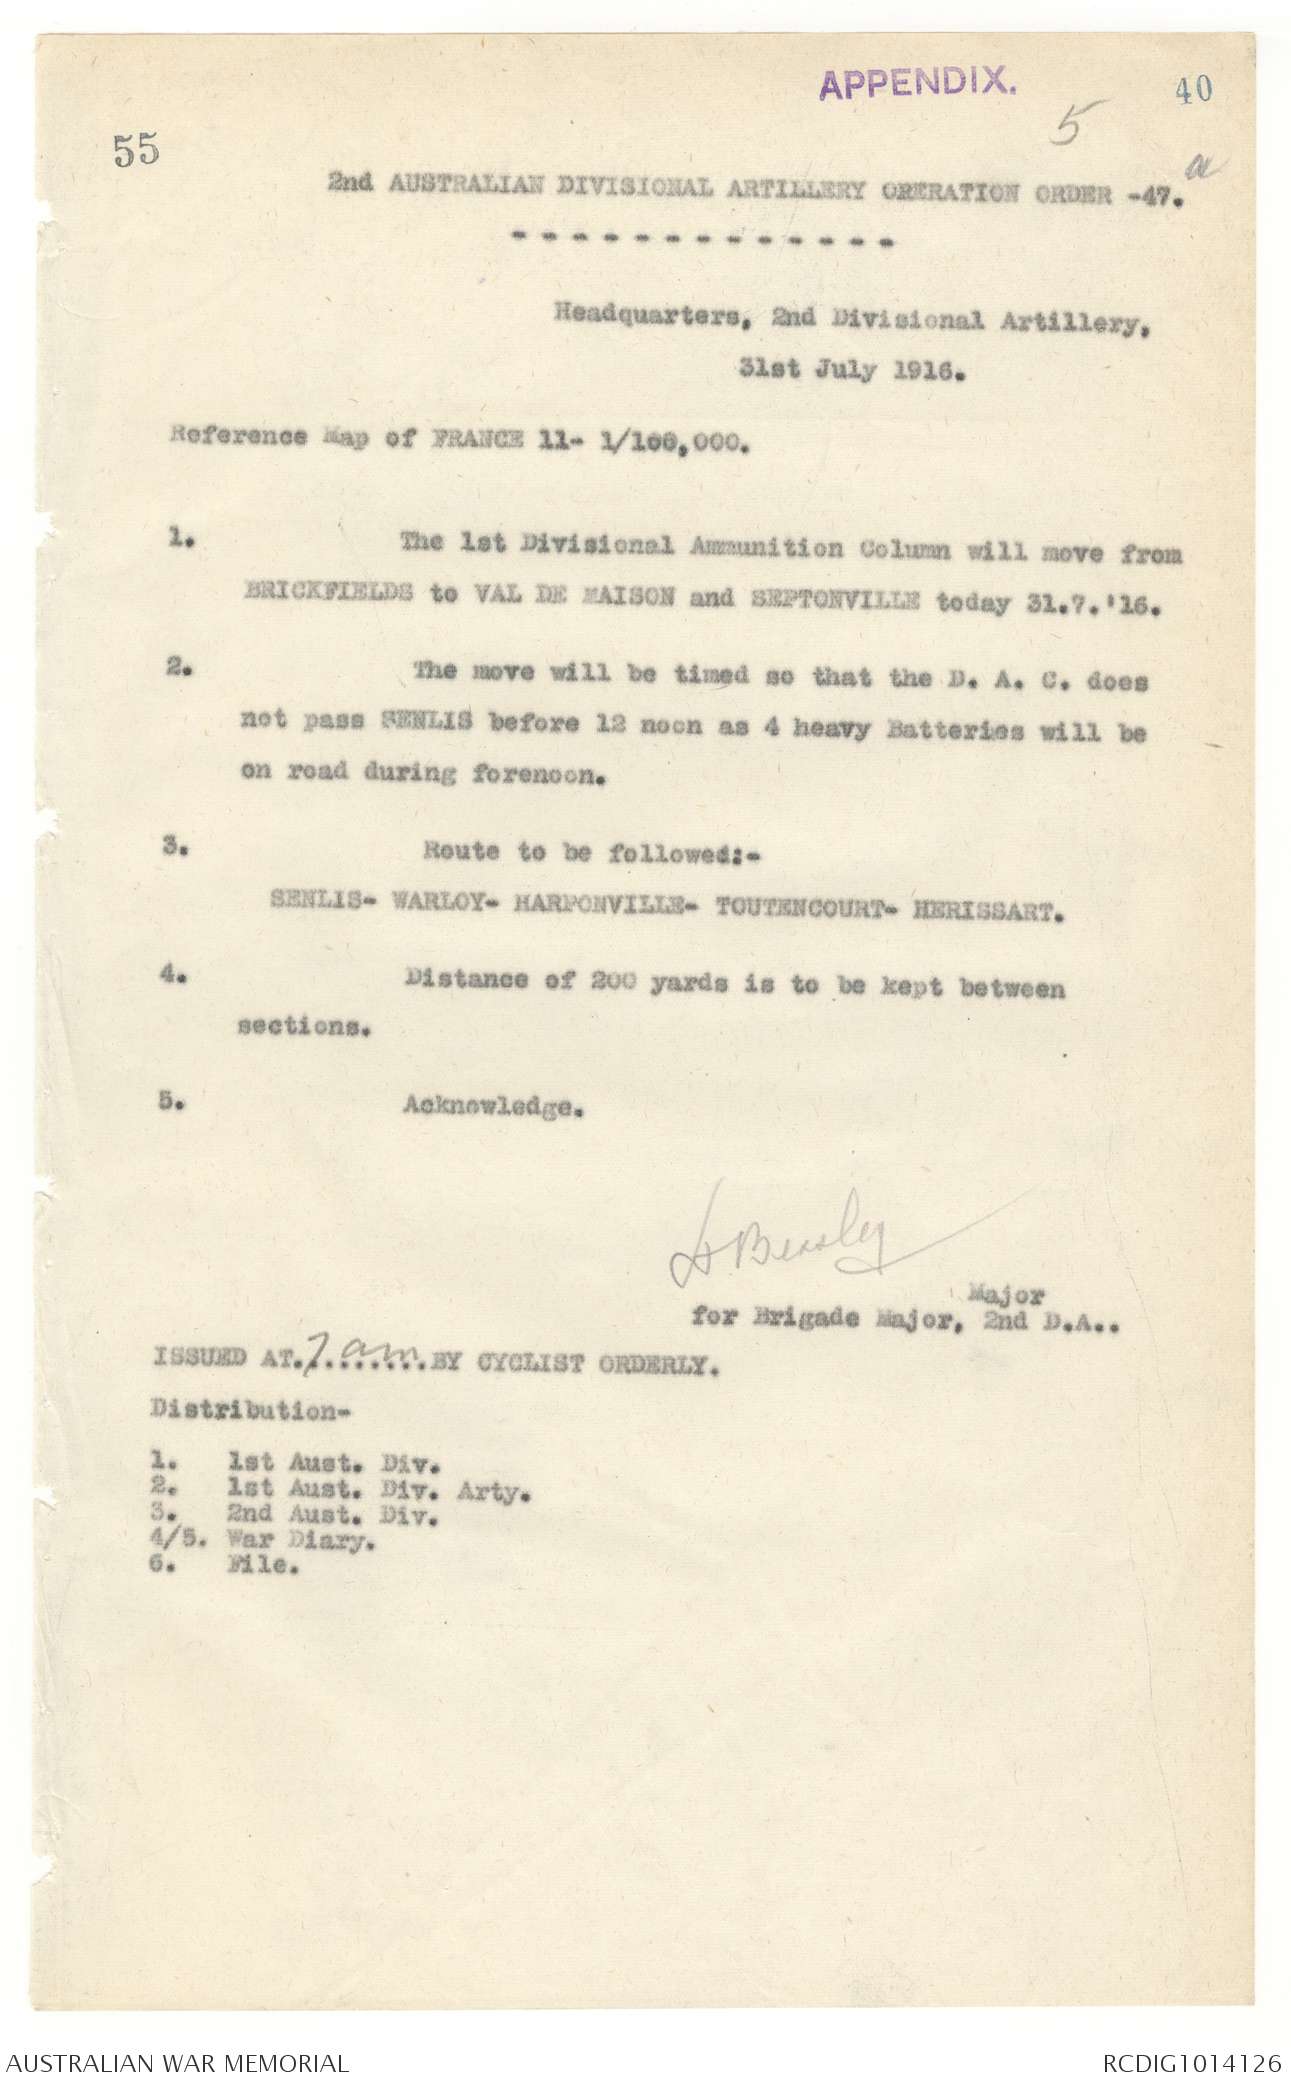 APPENDIX.
40
5
a
55
2nd AUSTRALIAN DIVISIONAL ARTILLERY ORERATION ORDER -47.
- - - - - - - - - - - - -
Headquarters, 2nd Divisional Artillery,
31st July 1916.
Reference Map of FRANCE 11- 1/100,000.
1. The 1st Divisional Ammunition Column will move from
BRICKFIELDS to VAL DE MAISON and SEPTONVILLE today 31.7.'16.
2. The move will be timed so that the D. A. C. does
not pass SENLIS before 12 noon as 4 heavy Batteries will be
on road during forenoon.
3. Route to be followed:-
SENLIS- WARLOY- HARPONVILLE- TOUTENCOURT- HERISSART.
4. Distance of 200 yards is to be kept between
sections.
5. Acknowledge.
Major
for Brigade Major, 2nd D.A..
ISSUED AT. 7 am BY CYCLIST ORDERLY.
Distribution-
1. 1st Aust. Div.
2. 1st Aust. Div. Arty.
3. 2nd Aust. Div.
4/5. War Diary.
6. File.
AUSTRALIAN WAR MEMORIAL
RCDIG1014126